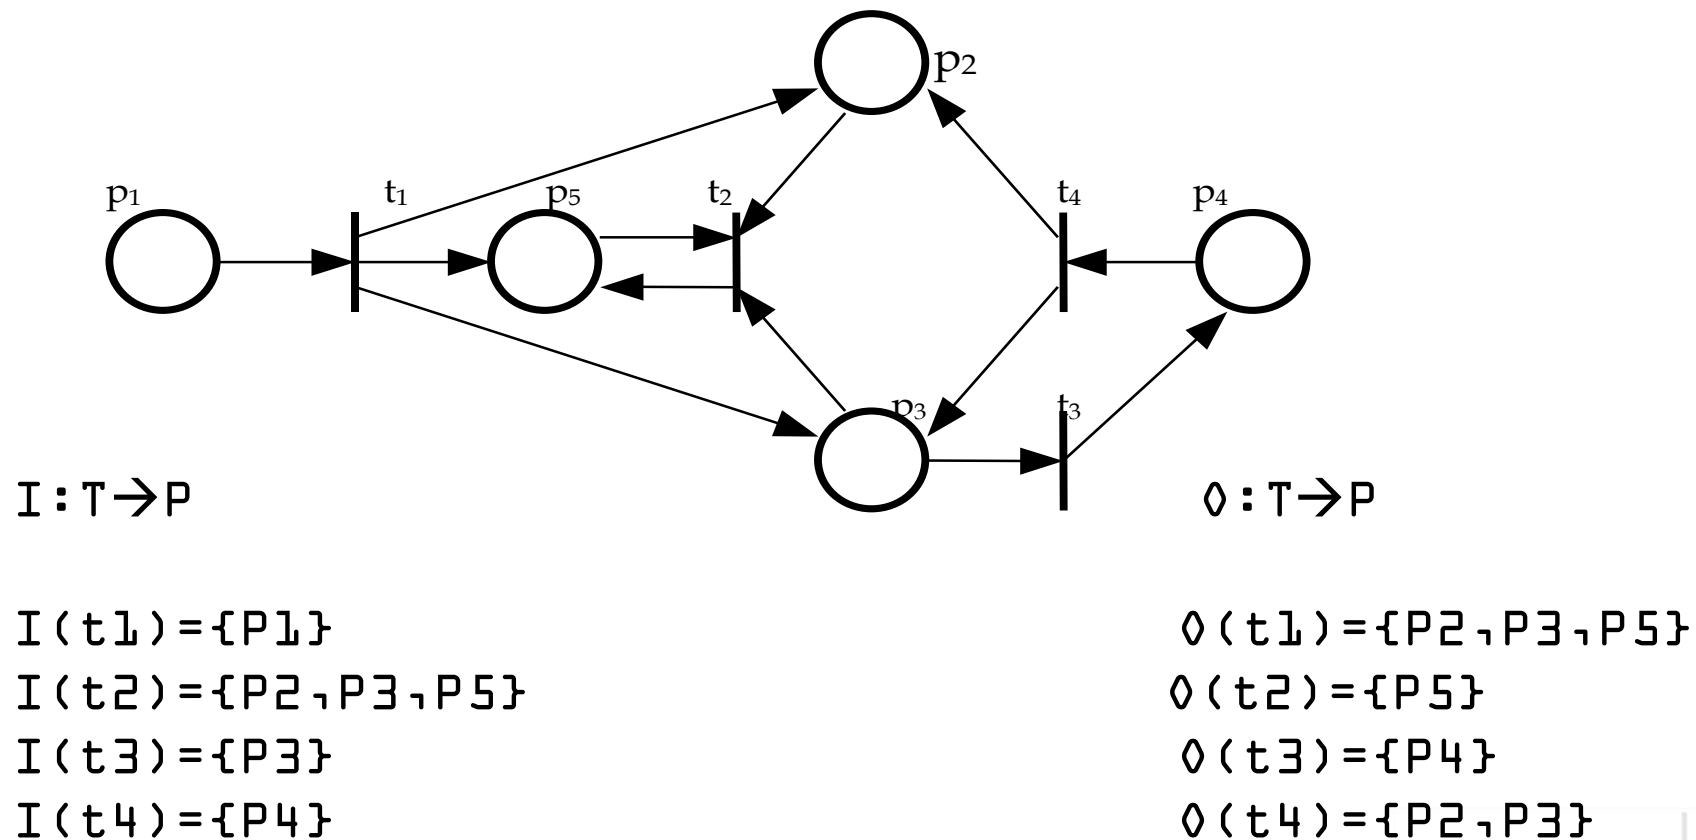 p₂
p₁ t₁ p₅ t₂ t₄ p₄
p₃ t₃
I:T→P
◊:T→P
I(t1)={P1}
◊(t1)={P2,P3,P5}
I(t2)={P2,P3,P5}
◊(t2)={P5}
I(t3)={P3}
◊(t3)={P4}
I(t4)={P4}
◊(t4)={P2,P3}